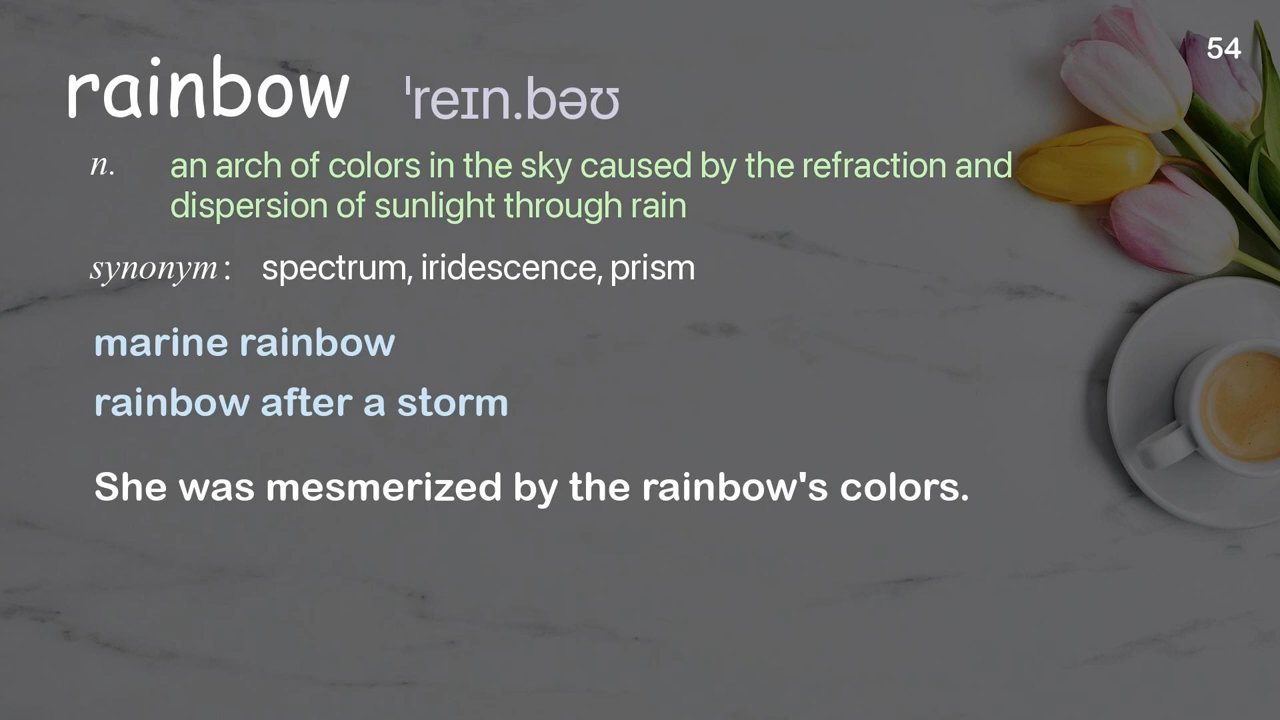 54
rainbow ˈreɪn.bəʊ
n. an arch of colors in the sky caused by the refraction and
dispersion of sunlight through rain
synonym: spectrum, iridescence, prism
marine rainbow
rainbow after a storm
She was mesmerized by the rainbow's colors.